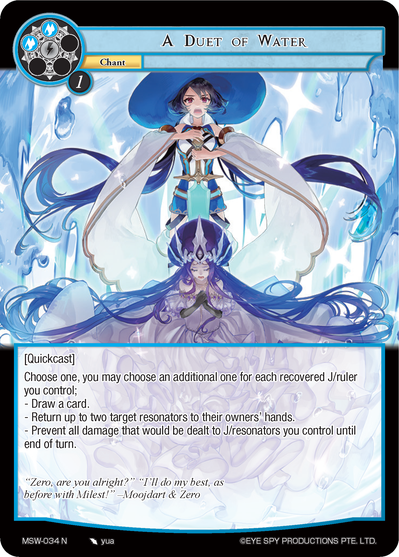 A Duet of Water
Chant
1
[Quickcast]
Choose one, you may choose an additional one for each recovered J/ruler
you control;
- Draw a card.
- Return up to two target resonators to their owners' hands.
- Prevent all damage that would be dealt to J/resonators you control until
end of turn.
"Zero, are you alright?" "I'll do my best, as
before with Milest!" –Moojdart & Zero
MSW-034 N yua ©EYE SPY PRODUCTIONS PTE. LTD.